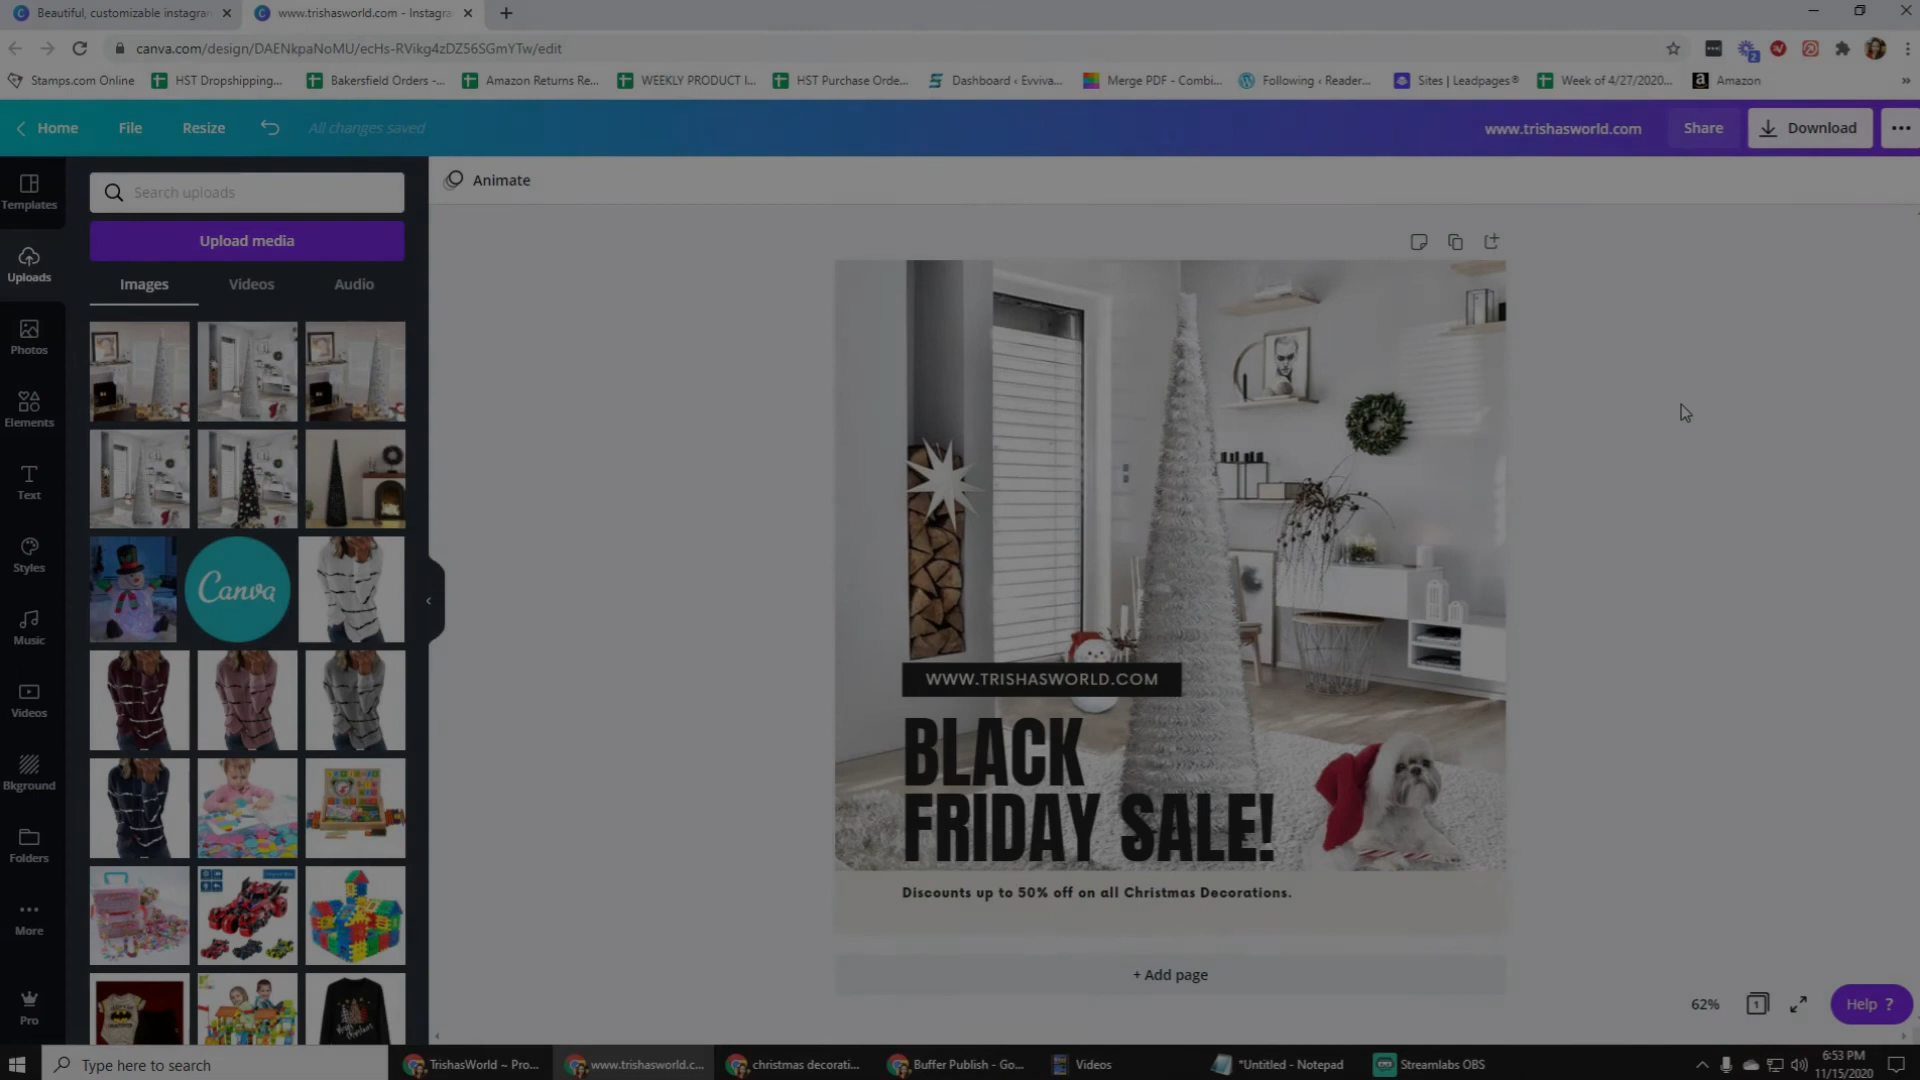 Beautiful, customizable instagram
www.trishasworld.com - Instagra
canva.com/design/DAENkpaNoMU/ecHs-RVikg4zDZ56SGmYTw/edit
Stamps.com Online
HST Dropshipping...
Bakersfield Orders -...
Amazon Returns Re...
WEEKLY PRODUCT I...
HST Purchase Orde...
Dashboard ‹ Evviva...
Merge PDF - Combi...
Following ‹ Reader...
Sites | Leadpages®
Week of 4/27/2020...
Amazon
Home
File
Resize
All changes saved
www.trishasworld.com
Share
Download
Templates
Uploads
Photos
Elements
Text
Styles
Music
Videos
Bkground
Folders
More
Pro
Search uploads
Upload media
Images
Videos
Audio
Canva
Animate
WWW.TRISHASWORLD.COM
BLACK
FRIDAY SALE!
Discounts up to 50% off on all Christmas Decorations.
+ Add page
62%
1
Help ?
Type here to search
TrishasWorld ~ Pro...
www.trishasworld.c...
christmas decorati...
Buffer Publish - Go...
Videos
*Untitled - Notepad
Streamlabs OBS
6:53 PM
11/15/2020